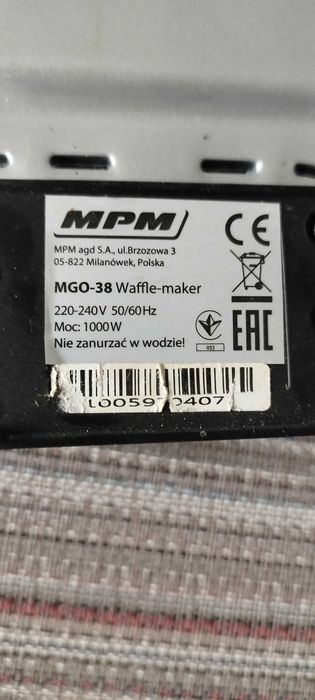 MPM
MPM agd S.A., ul.Brzozowa 3
05-822 Milanówek, Polska
MGO-38 Waffle-maker
220-240V 50/60Hz
Moc: 1000W
Nie zanurzać w wodzie!
CE
053
EAC